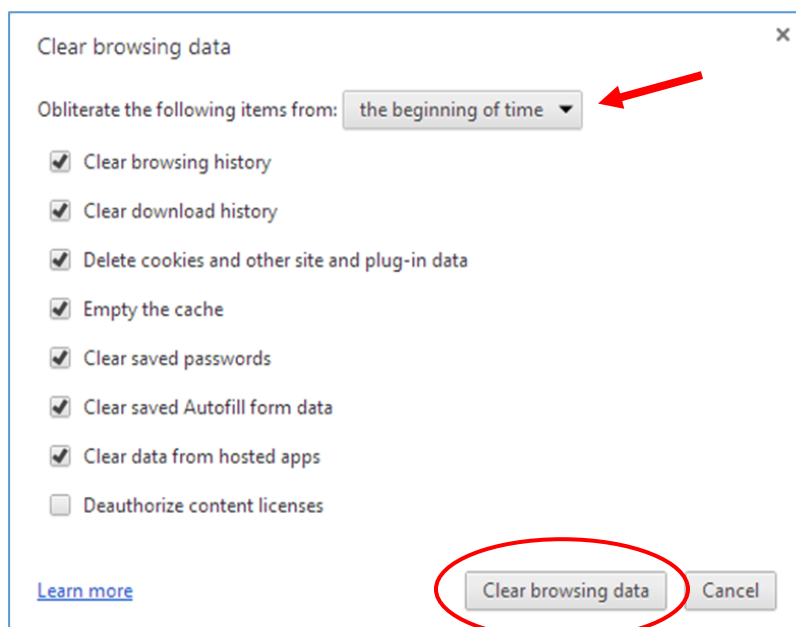 Clear browsing data
Obliterate the following items from: the beginning of time
Clear browsing history
Clear download history
Delete cookies and other site and plug-in data
Empty the cache
Clear saved passwords
Clear saved Autofill form data
Clear data from hosted apps
Deauthorize content licenses
Learn more Clear browsing data Cancel